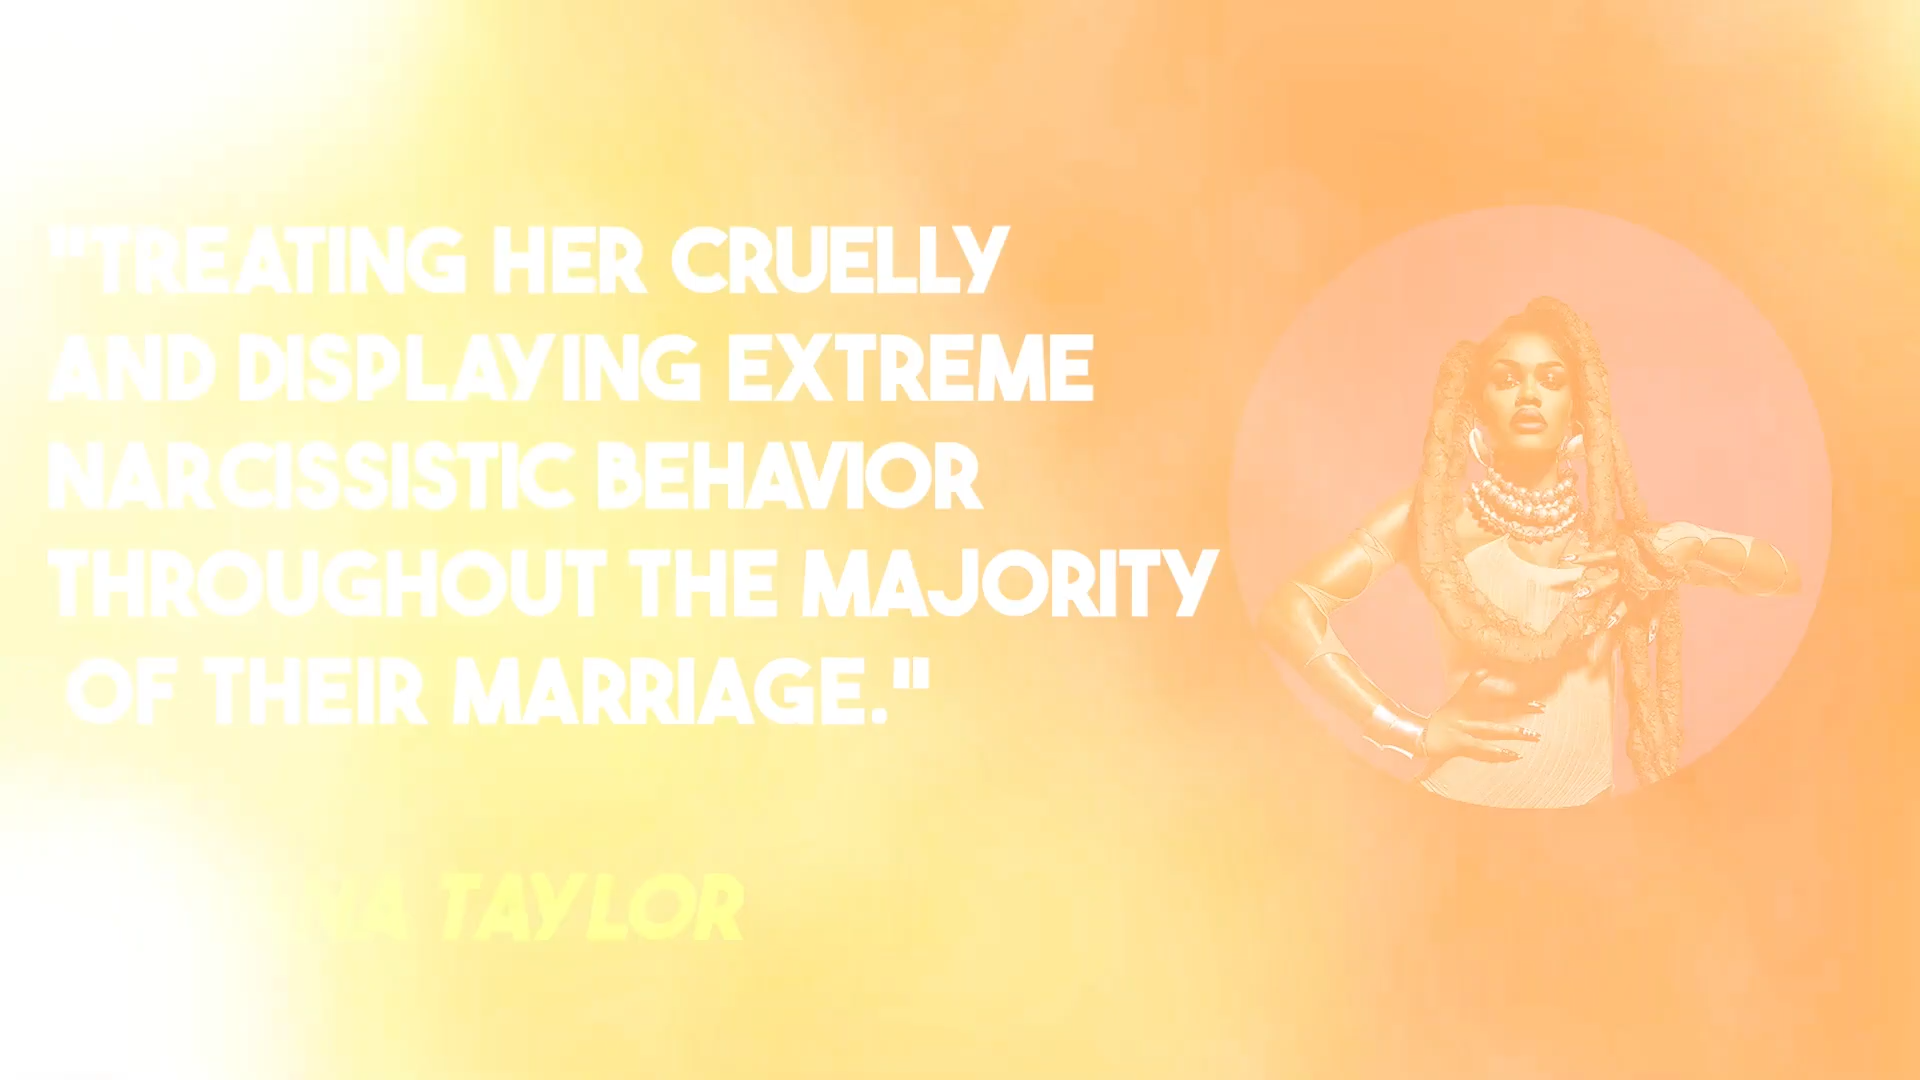 "TREATING HER CRUELLY
AND DISPLAYING EXTREME
NARCISSISTIC BEHAVIOR
THROUGHOUT THE MAJORITY
OF THEIR MARRIAGE."
TAYLOR